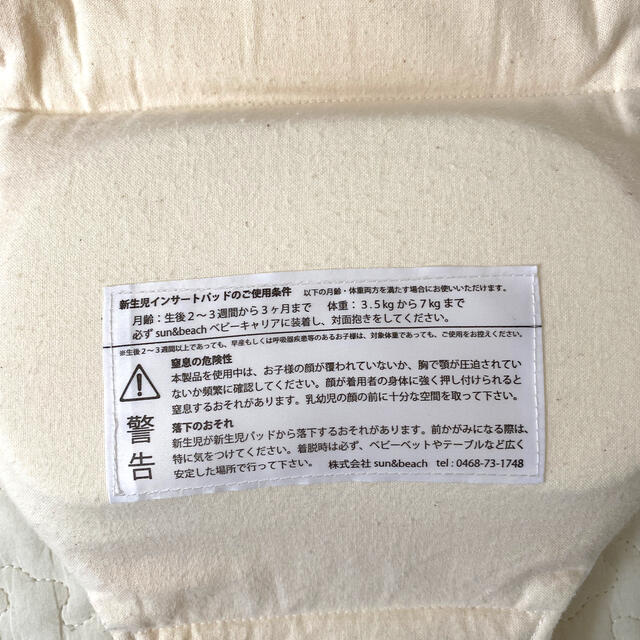 新生児インサートパッドのご使用条件 以下の月齢・体重両方を満たす場合にお使いいただけます。
月齢：生後２～３週間から３ヶ月まで 体重：３.５kgから７kgまで
必ず sun&beach ベビーキャリアに装着し、対面抱きをしてください。
※生後２～３週間以上であっても、早産もしくは呼吸器疾患等のあるお子様は、対象体重であっても、ご使用をお控えください。
警告
窒息の危険性
本製品を使用中は、お子様の顔が覆われていないか、胸で顎が圧迫されてい
ないか頻繁に確認してください。顔が着用者の身体に強く押し付けられると
窒息するおそれがあります。乳幼児の顔の前に十分な空間を取って下さい。
落下のおそれ
新生児が新生児パッドから落下するおそれがあります。前かがみになる際は、
特に気をつけてください。着脱時は必ず、ベビーベットやテーブルなど広く
安定した場所で行って下さい。 株式会社 sun&beach tel：0468-73-1748